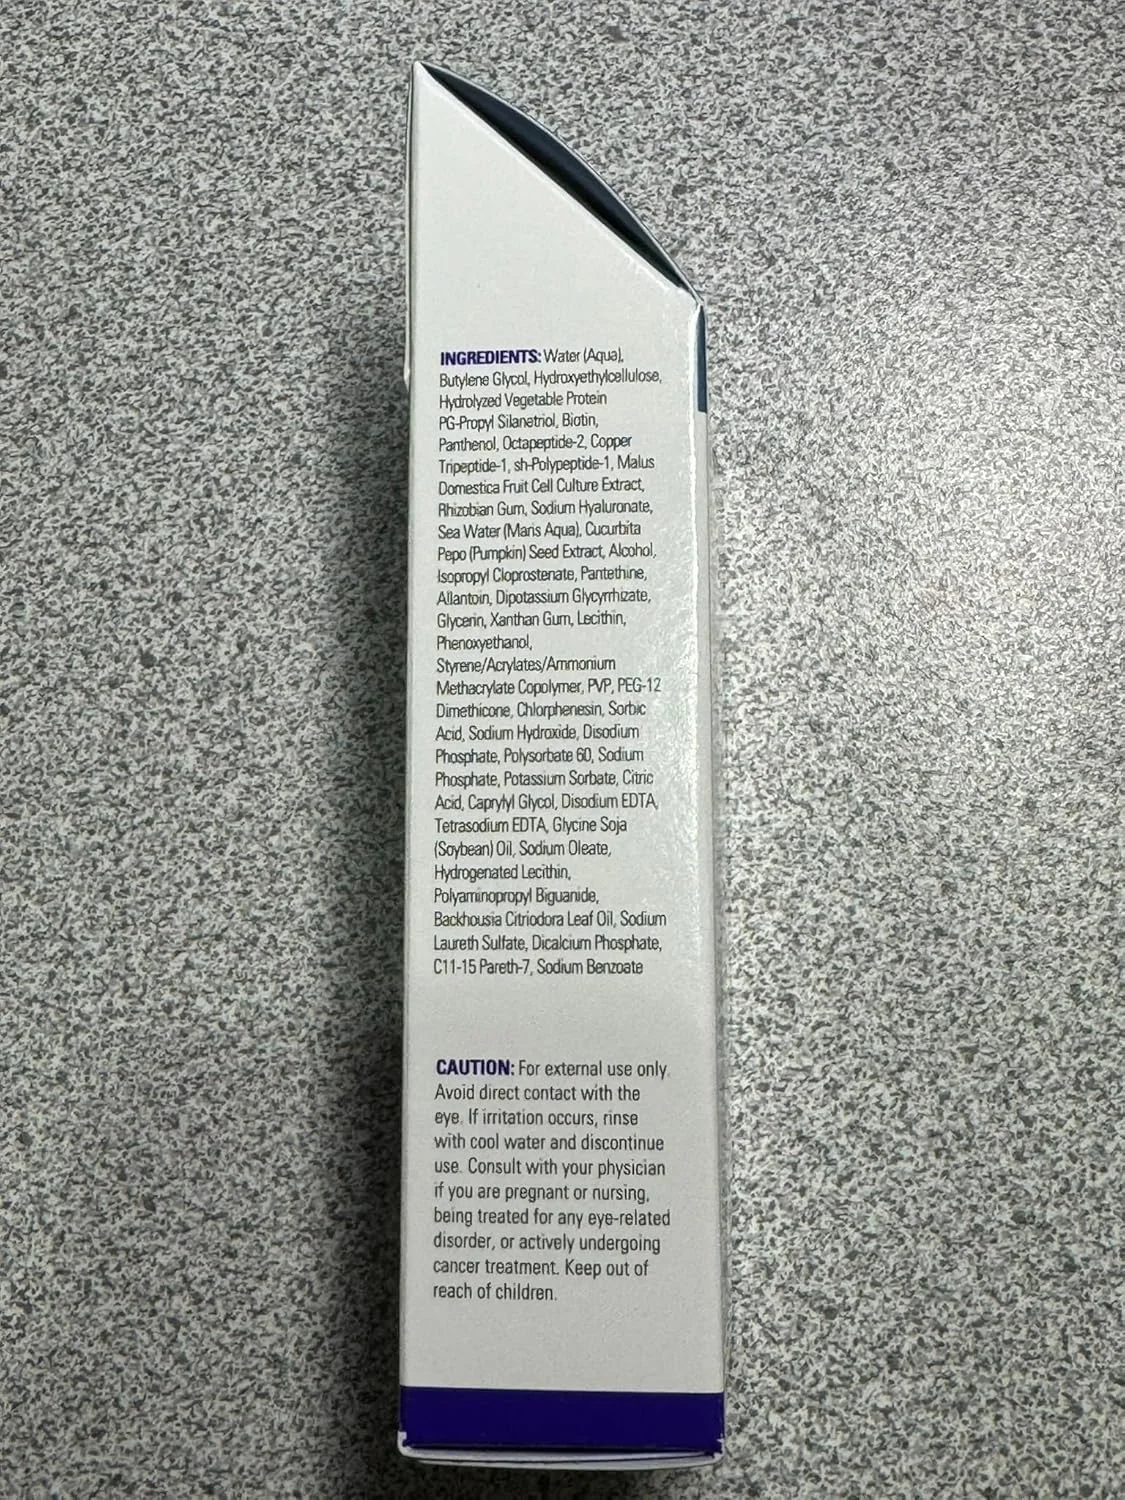 INGREDIENTS: Water (Aqua),
Butylene Glycol, Hydroxyethylcellulose,
Hydrolyzed Vegetable Protein
PG-Propyl Silanetriol, Biotin,
Panthenol, Octapeptide-2, Copper
Tripeptide-1, sh-Polypeptide-1, Malus
Domestica Fruit Cell Culture Extract,
Rhizobian Gum, Sodium Hyaluronate,
Sea Water (Maris Aqua), Cucurbita
Pepo (Pumpkin) Seed Extract, Alcohol,
Isopropyl Cloprostenate, Pantethine,
Allantoin, Dipotassium Glycyrrhizate,
Glycerin, Xanthan Gum, Lecithin,
Phenoxyethanol,
Styrene/Acrylates/Ammonium
Methacrylate Copolymer, PVP, PEG-12
Dimethicone, Chlorphenesin, Sorbic
Acid, Sodium Hydroxide, Disodium
Phosphate, Polysorbate 60, Sodium
Phosphate, Potassium Sorbate, Citric
Acid, Caprylyl Glycol, Disodium EDTA,
Tetrasodium EDTA, Glycine Soja
(Soybean) Oil, Sodium Oleate,
Hydrogenated Lecithin,
Polyaminopropyl Biguanide,
Backhousia Citriodora Leaf Oil, Sodium
Laureth Sulfate, Dicalcium Phosphate,
C11-15 Pareth-7, Sodium Benzoate
CAUTION: For external use only.
Avoid direct contact with the
eye. If irritation occurs, rinse
with cool water and discontinue
use. Consult with your physician
if you are pregnant or nursing,
being treated for any eye-related
disorder, or actively undergoing
cancer treatment. Keep out of
reach of children.